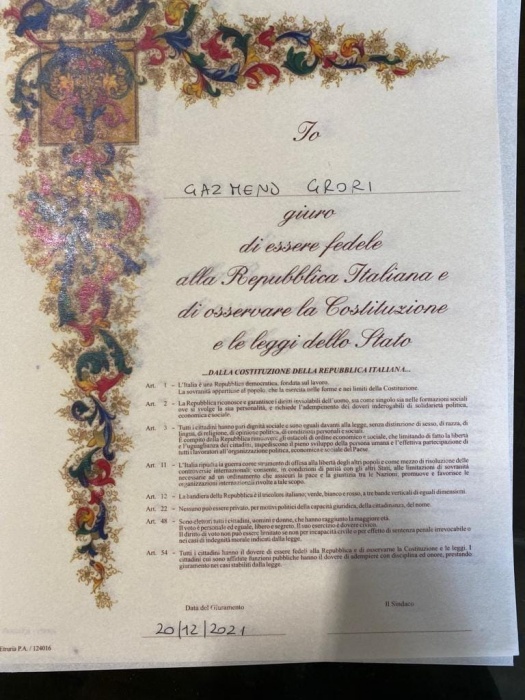 Io
GAZMEND GRORI
giuro
di essere fedele
alla Repubblica Italiana e
di osservare la Costituzione
e le leggi dello Stato
...DALLA COSTITUZIONE DELLA REPUBBLICA ITALIANA...
Art. 1 - L'Italia è una Repubblica democratica, fondata sul lavoro.
La sovranità appartiene al popolo, che la esercita nelle forme e nei limiti della Costituzione.
Art. 2 - La Repubblica riconosce e garantisce i diritti inviolabili dell'uomo, sia come singolo sia nelle formazioni sociali
ove si svolge la sua personalità, e richiede l'adempimento dei doveri inderogabili di solidarietà politica,
economica e sociale.
Art. 3 - Tutti i cittadini hanno pari dignità sociale e sono eguali davanti alla legge, senza distinzione di sesso, di razza, di
lingua, di religione, di opinione politica, di condizioni personali e sociali.
È compito della Repubblica rimuovere gli ostacoli di ordine economico e sociale, che limitando di fatto la libertà
e l'eguaglianza dei cittadini, impediscono il pieno sviluppo della persona umana e l'effettiva partecipazione di
tutti i lavoratori all'organizzazione politica, economica e sociale del Paese.
Art. 11 - L'Italia ripudia la guerra come strumento di offesa alla libertà degli altri popoli e come mezzo di risoluzione delle
controversie internazionali; consente, in condizioni di parità con gli altri Stati, alle limitazioni di sovranità
necessarie ad un ordinamento che assicuri la pace e la giustizia fra le Nazioni; promuove e favorisce le
organizzazioni internazionali rivolte a tale scopo.
Art. 12 - La bandiera della Repubblica è il tricolore italiano: verde, bianco e rosso, a tre bande verticali di eguali dimensioni.
Art. 22 - Nessuno può essere privato, per motivi politici, della capacità giuridica, della cittadinanza, del nome.
Art. 48 - Sono elettori tutti i cittadini, uomini e donne, che hanno raggiunto la maggiore età.
Il voto è personale ed eguale, libero e segreto. Il suo esercizio è dovere civico.
Il diritto di voto non può essere limitato se non per incapacità civile o per effetto di sentenza penale irrevocabile o
nei casi di indegnità morale indicati dalla legge.
Art. 54 - Tutti i cittadini hanno il dovere di essere fedeli alla Repubblica e di osservarne la Costituzione e le leggi. I
cittadini cui sono affidate funzioni pubbliche hanno il dovere di adempierle con disciplina ed onore, prestando
giuramento nei casi stabiliti dalla legge.
Data del Giuramento
Il Sindaco
20/12/2021
Etruria P.A. / 124016